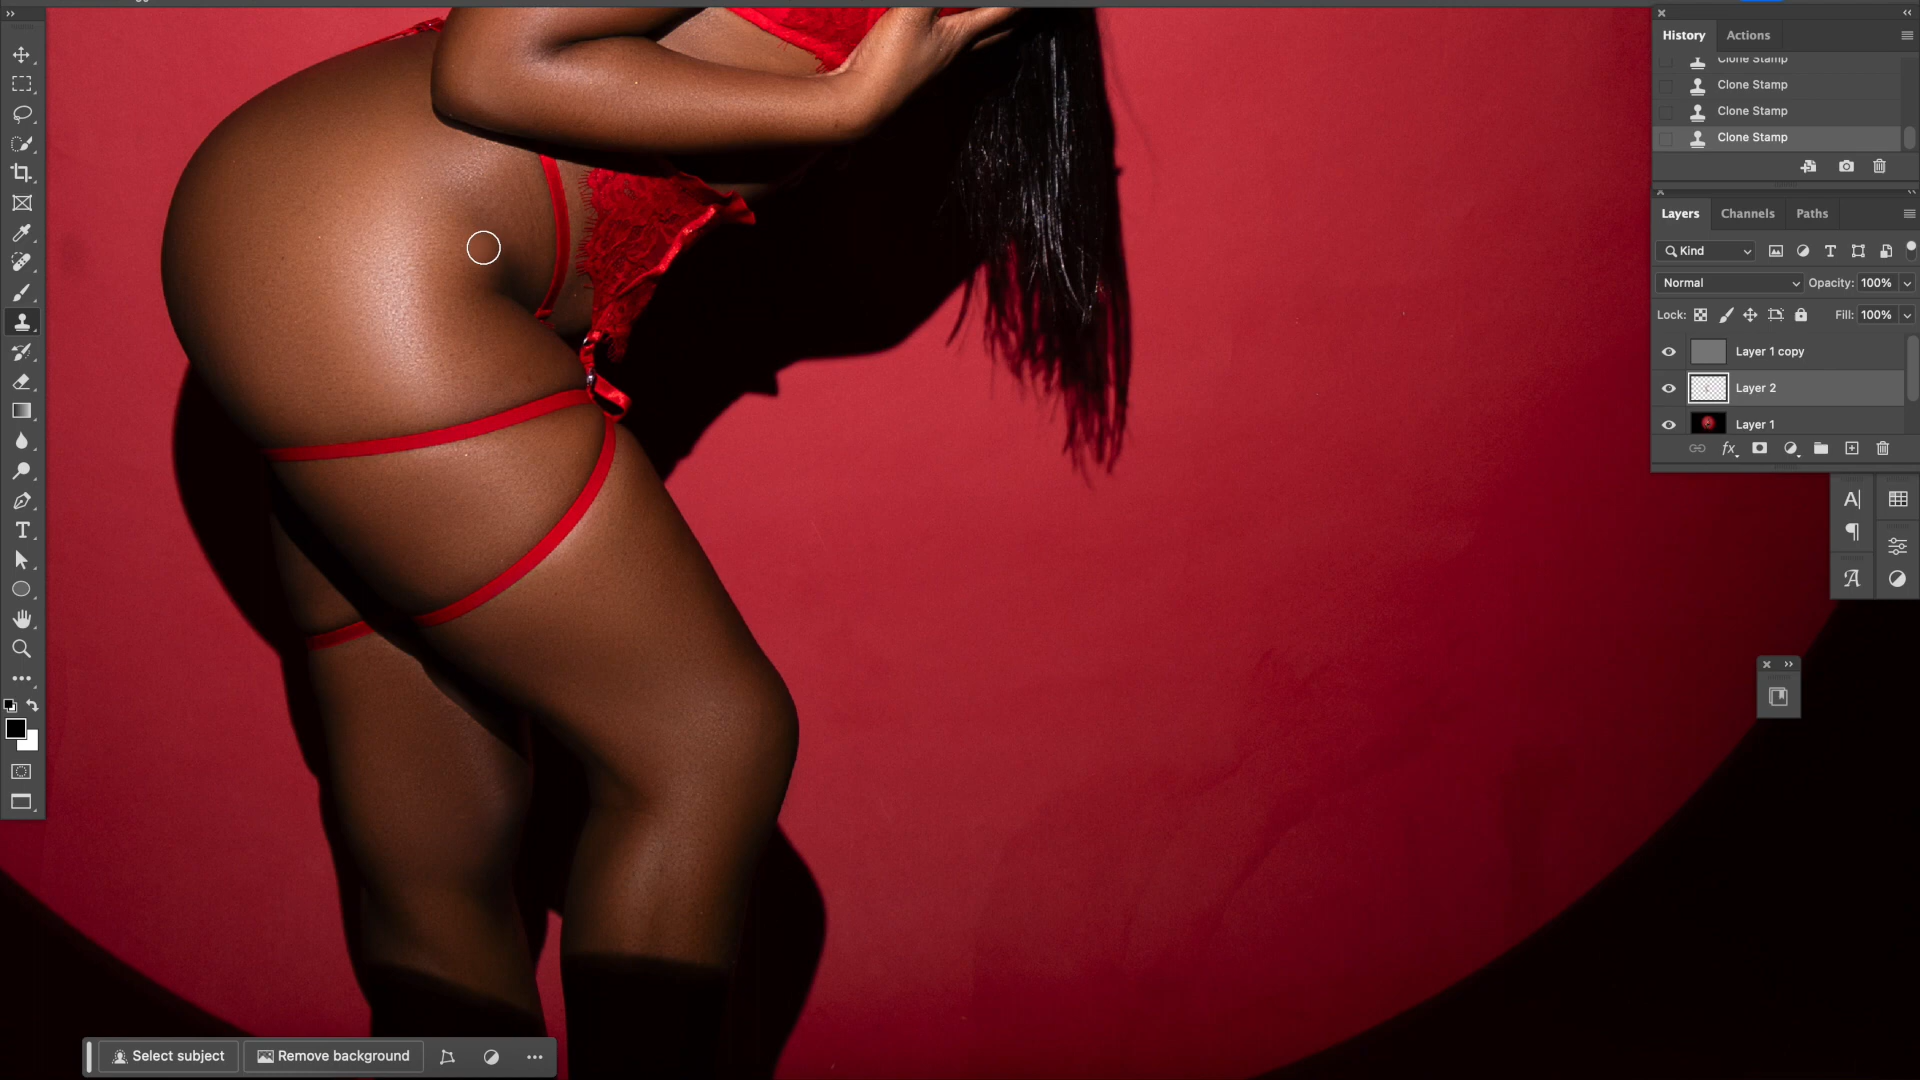 History Actions
Clone Stamp
Clone Stamp
Clone Stamp
Clone Stamp
Layers Channels Paths
Kind
Normal Opacity: 100%
Lock: Fill: 100%
Layer 1 copy
Layer 2
fx Layer 1
Select subject Remove background